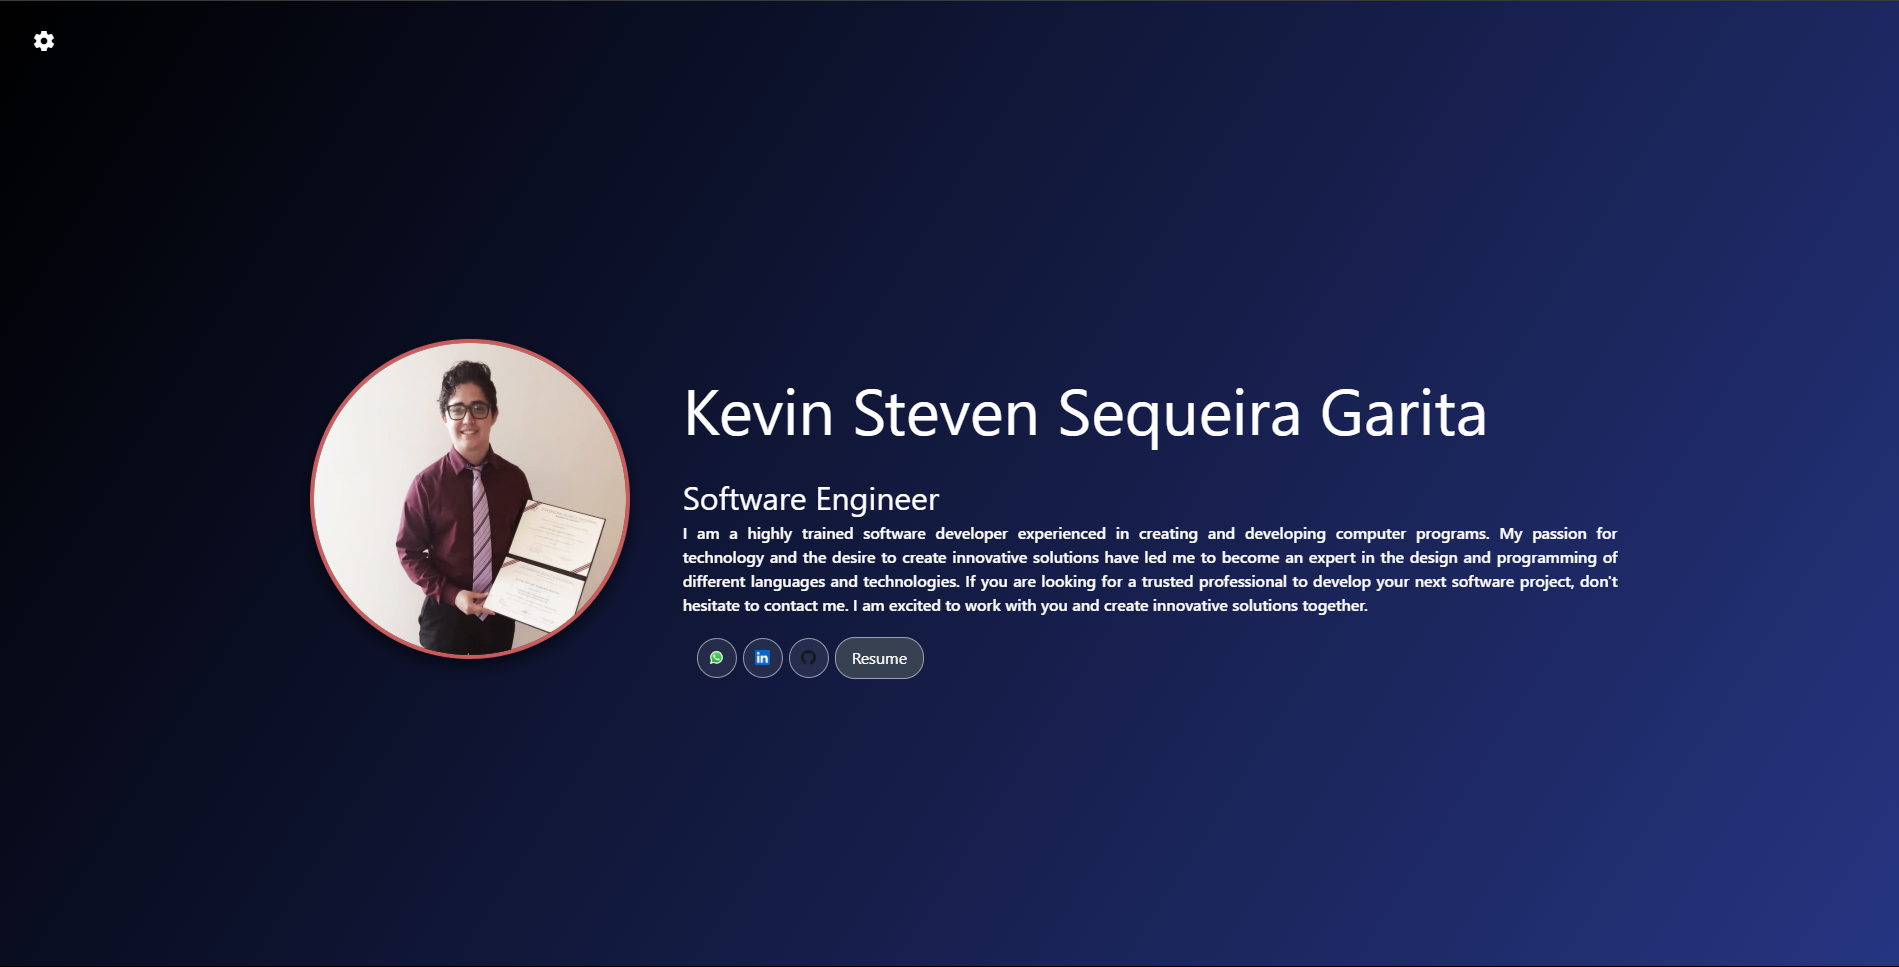 Kevin Steven Sequeira Garita
Software Engineer
I am a highly trained software developer experienced in creating and developing computer programs. My passion for
technology and the desire to create innovative solutions have led me to become an expert in the design and programming of
different languages and technologies. If you are looking for a trusted professional to develop your next software project, don't
hesitate to contact me. I am excited to work with you and create innovative solutions together.
in
Resume